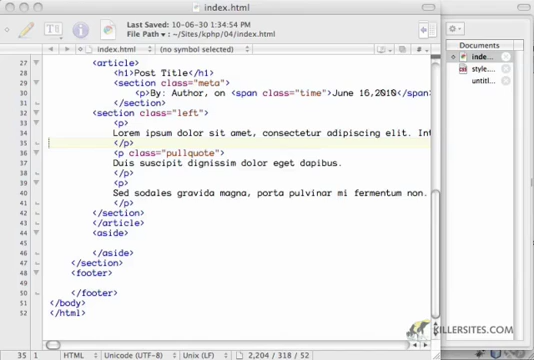 index.html
Last Saved: 10-06-30 1:34:54 PM
File Path ▾: ~/Sites/kphp/04/index.html
index.html
(no symbol selected)
Documents
inde...
style....
untitl...
27 <article>
28 <h1>Post Title</h1>
29 <section class="meta">
30 <p>By: Author, on <span class="time">June 16,2010</span>
31 </section>
32 <section class="left">
33 <p>
34 Lorem ipsum dolor sit amet, consectetur adipiscing elit. Int
35 </p>
36 <p class="pullquote">
37 Duis suscipit dignissim dolor eget dapibus.
38 </p>
39 <p>
40 Sed sodales gravida magna, porta pulvinar mi fermentum non.
41 </p>
42 </section>
43 </article>
44 <aside>
45
46 </aside>
47 </section>
48 <footer>
49
50 </footer>
51 </body>
52 </html>
KILLERSITES.COM
35 HTML Unicode (UTF-8) Unix (LF) 2,204 / 318 / 52